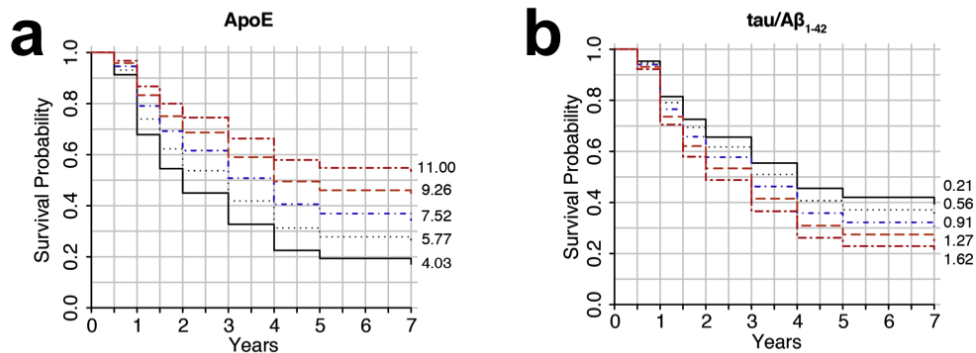 a
ApoE
Survival Probability
1.0
0.8
0.6
0.4
0.2
0.0
11.00
9.26
7.52
5.77
4.03
0 1 2 3 4 5 6 7
Years
b
tau/Aβ₁₋₄₂
Survival Probability
1.0
0.8
0.6
0.4
0.2
0.0
0.21
0.56
0.91
1.27
1.62
0 1 2 3 4 5 6 7
Years